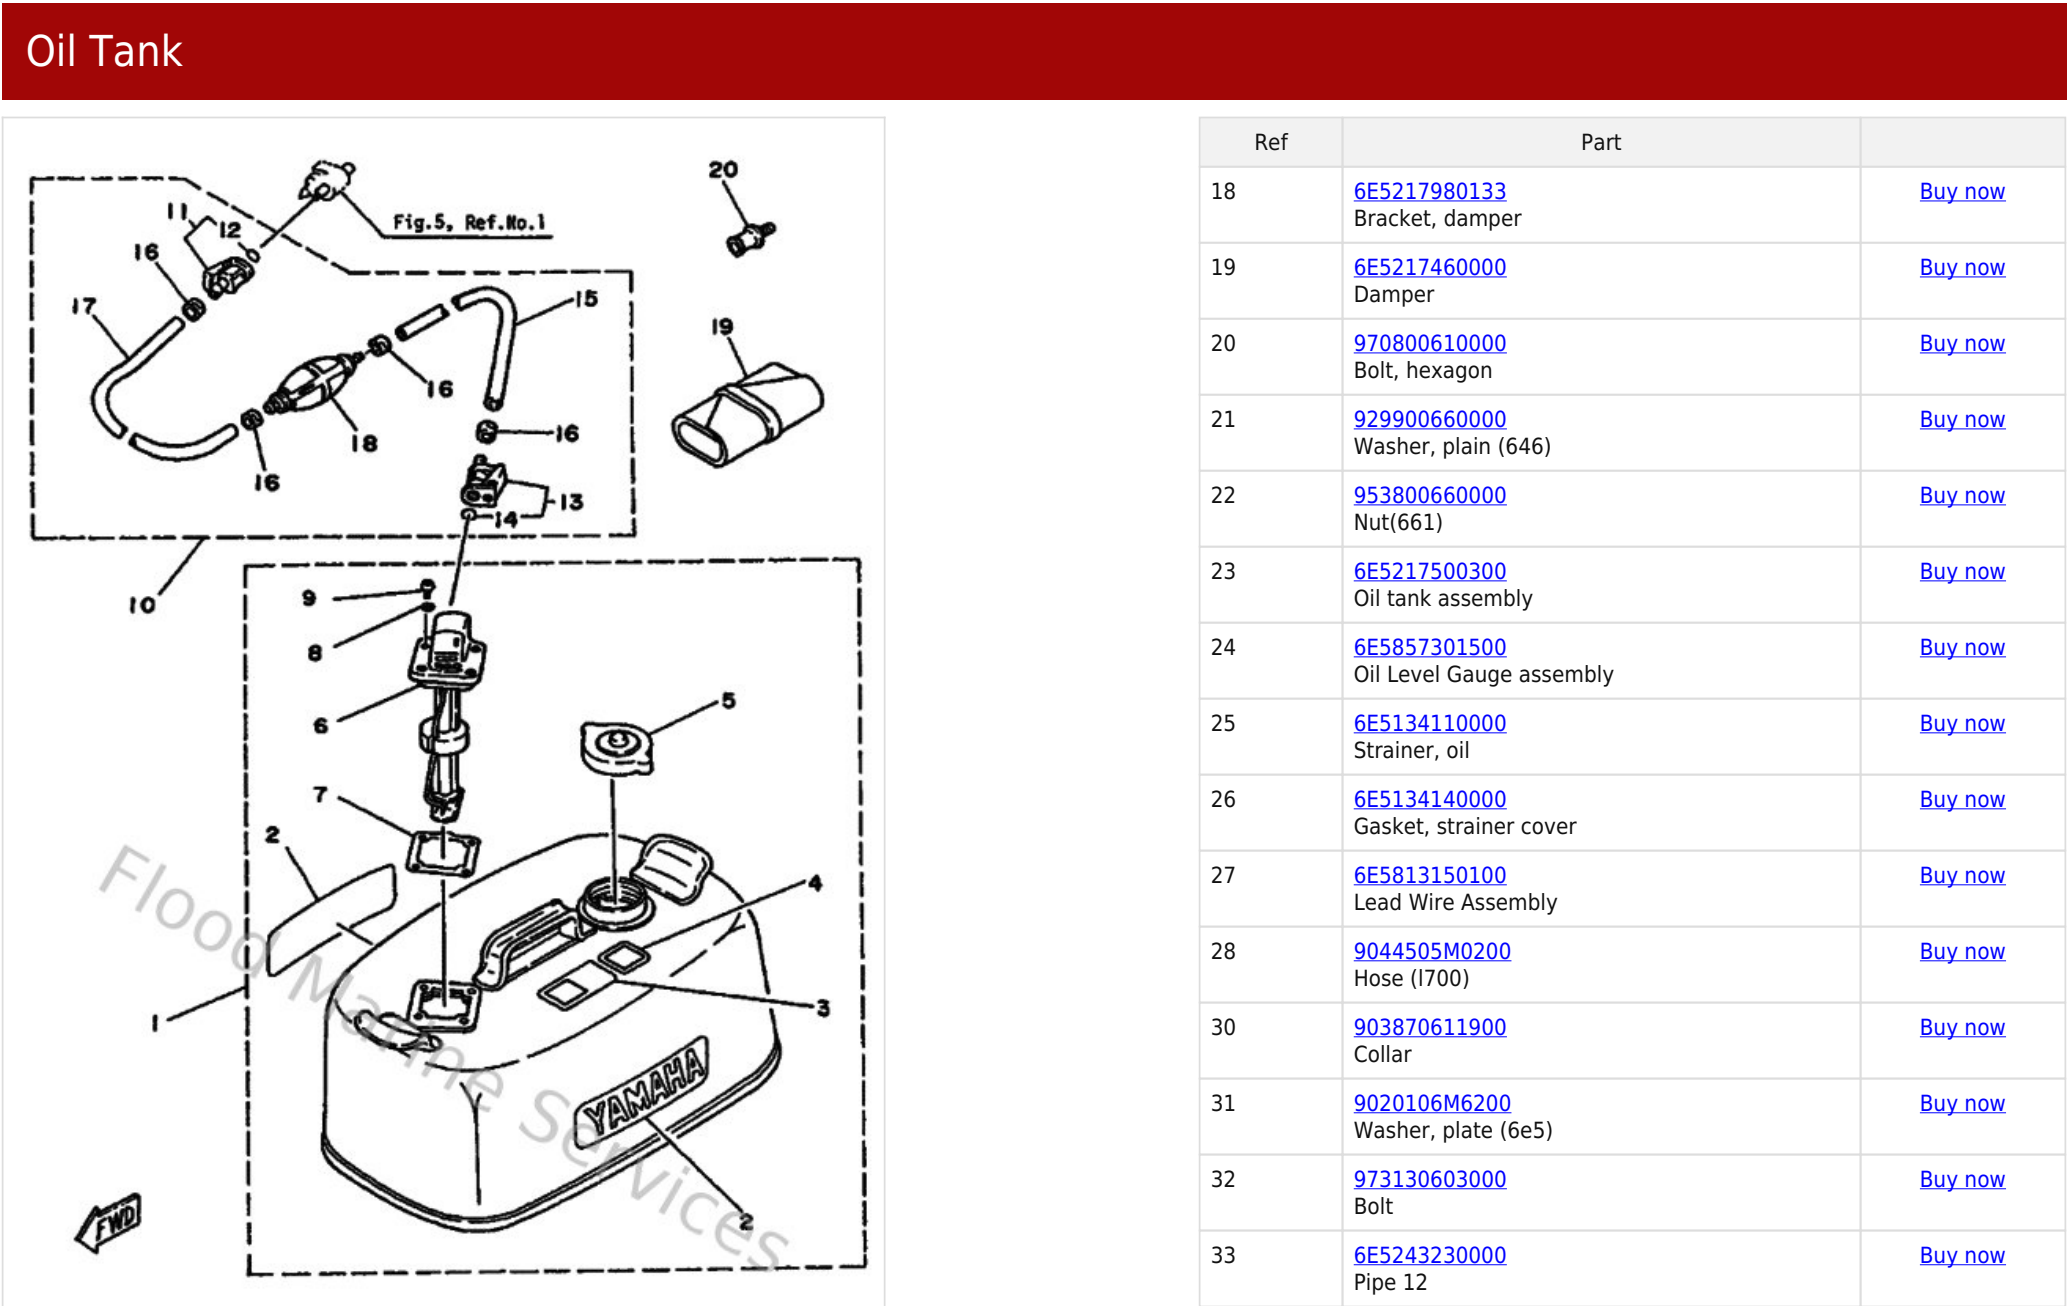 Oil Tank
20
11
12
Fig.5, Ref.No.1
16
17
15
19
16
18
16
16
13
14
10
9
8
6
5
7
2
4
3
1
YAMAHA
2
FWD
Flood Marine Services
Ref Part
18 6E5217980133 Buy now
Bracket, damper
19 6E5217460000 Buy now
Damper
20 970800610000 Buy now
Bolt, hexagon
21 929900660000 Buy now
Washer, plain (646)
22 953800660000 Buy now
Nut(661)
23 6E5217500300 Buy now
Oil tank assembly
24 6E5857301500 Buy now
Oil Level Gauge assembly
25 6E5134110000 Buy now
Strainer, oil
26 6E5134140000 Buy now
Gasket, strainer cover
27 6E5813150100 Buy now
Lead Wire Assembly
28 9044505M0200 Buy now
Hose (l700)
30 903870611900 Buy now
Collar
31 9020106M6200 Buy now
Washer, plate (6e5)
32 973130603000 Buy now
Bolt
33 6E5243230000 Buy now
Pipe 12